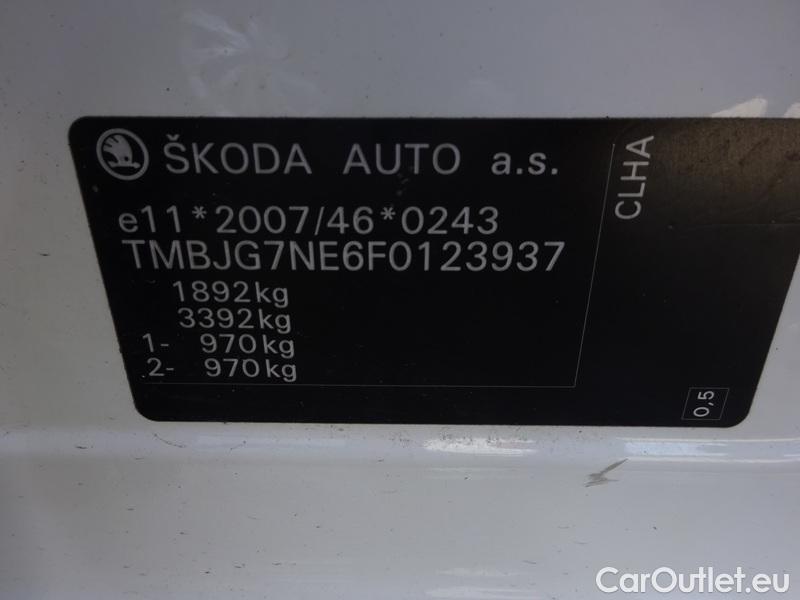 ŠKODA AUTO a.s.
e11*2007/46*0243
TMBJG7NE6F0123937
1892kg
3392kg
1- 970kg
2- 970kg
CLHA
0,5
CarOutlet.eu